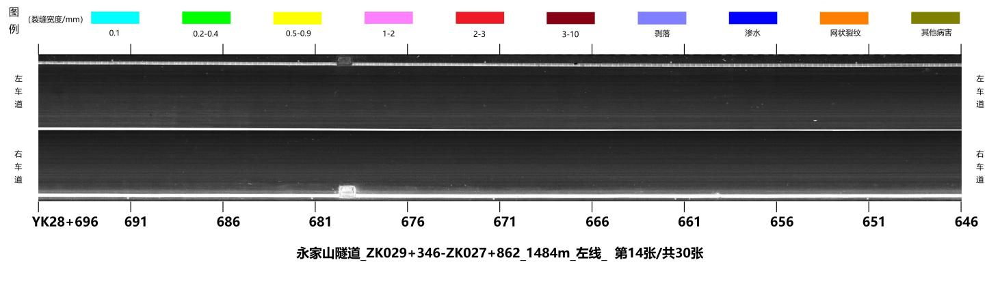 图例
(裂缝宽度/mm)
0.1 0.2-0.4 0.5-0.9 1-2 2-3 3-10 剥落 渗水 网状裂纹 其他病害
左车道 左车道
右车道 右车道
YK28+696 691 686 681 676 671 666 661 656 651 646
永家山隧道_ZK029+346-ZK027+862_1484m_左线_ 第14张/共30张